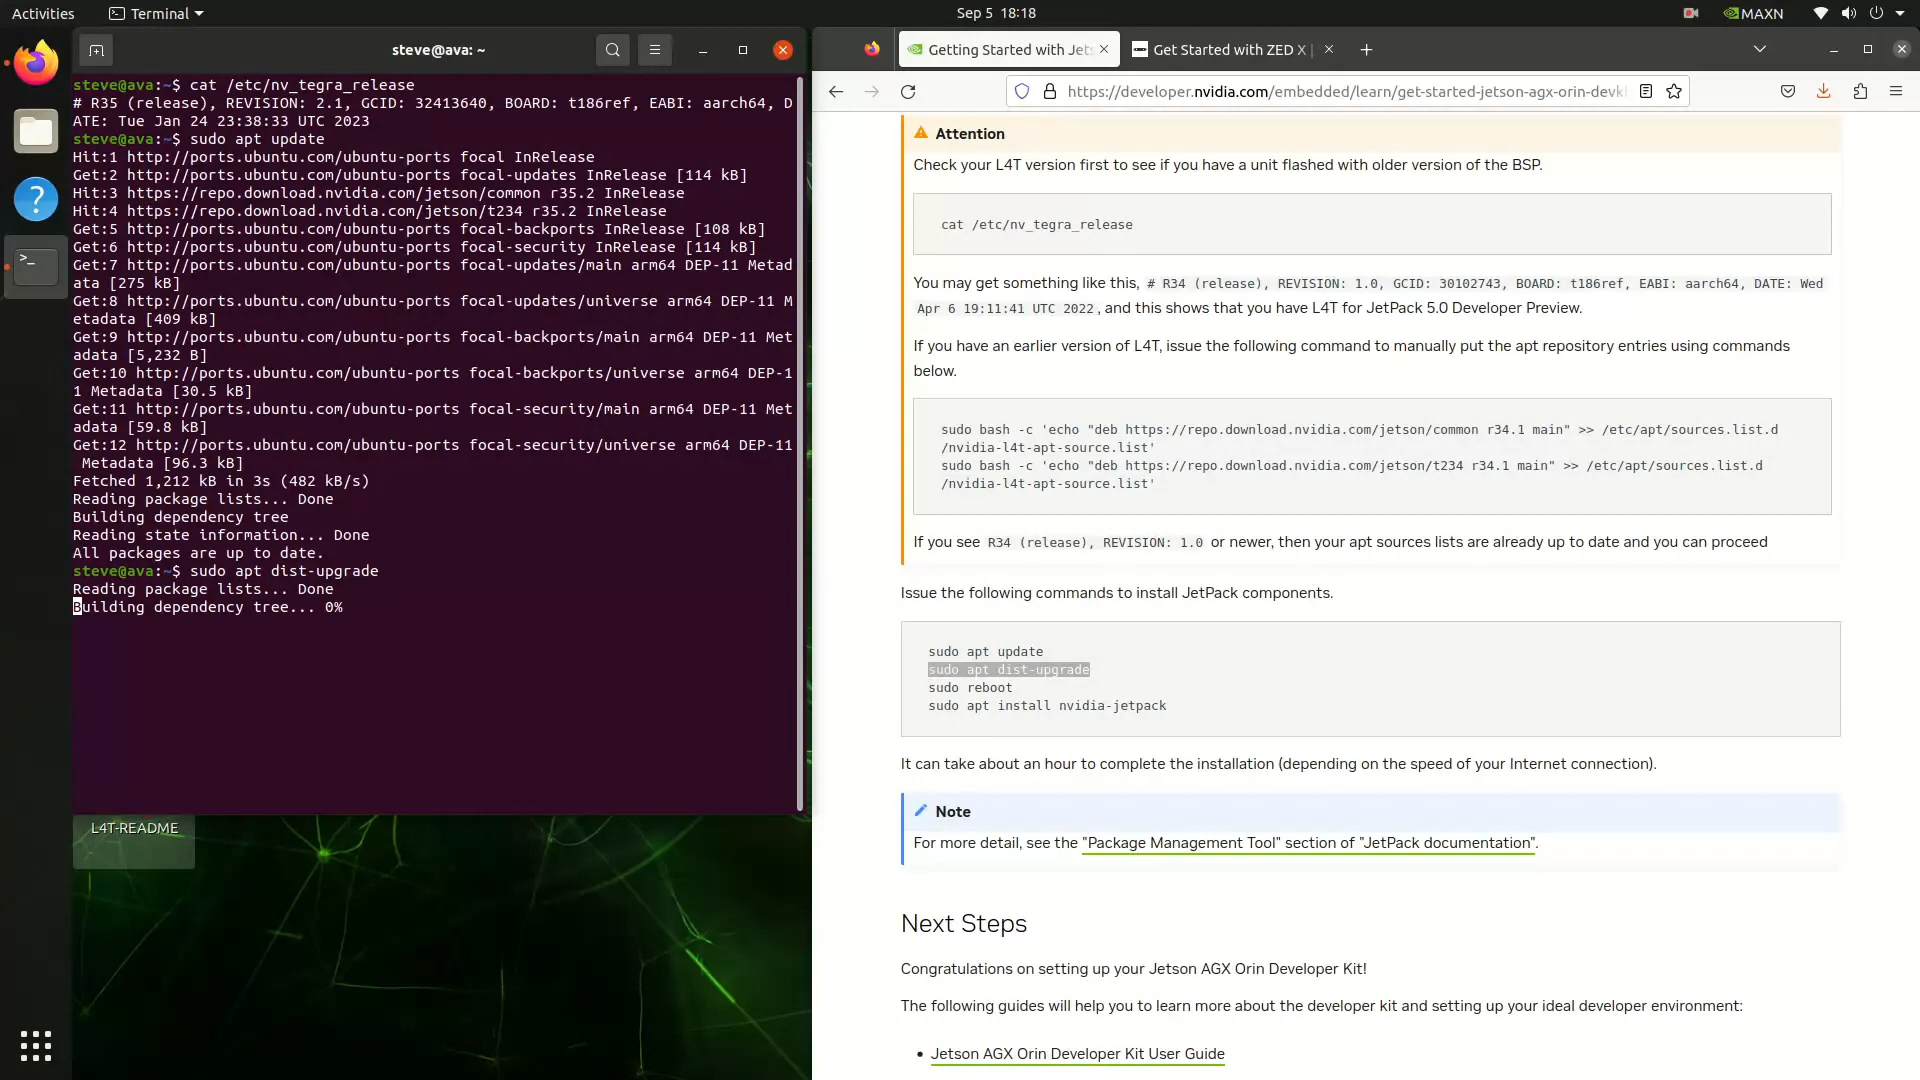 Activities
Terminal
Sep 5  18:18
MAXN
steve@ava: ~
steve@ava:~$ cat /etc/nv_tegra_release
# R35 (release), REVISION: 2.1, GCID: 32413640, BOARD: t186ref, EABI: aarch64, D
ATE: Tue Jan 24 23:38:33 UTC 2023
steve@ava:~$ sudo apt update
Hit:1 http://ports.ubuntu.com/ubuntu-ports focal InRelease
Get:2 http://ports.ubuntu.com/ubuntu-ports focal-updates InRelease [114 kB]
Hit:3 https://repo.download.nvidia.com/jetson/common r35.2 InRelease
Hit:4 https://repo.download.nvidia.com/jetson/t234 r35.2 InRelease
Get:5 http://ports.ubuntu.com/ubuntu-ports focal-backports InRelease [108 kB]
Get:6 http://ports.ubuntu.com/ubuntu-ports focal-security InRelease [114 kB]
Get:7 http://ports.ubuntu.com/ubuntu-ports focal-updates/main arm64 DEP-11 Metad
ata [275 kB]
Get:8 http://ports.ubuntu.com/ubuntu-ports focal-updates/universe arm64 DEP-11 M
etadata [409 kB]
Get:9 http://ports.ubuntu.com/ubuntu-ports focal-backports/main arm64 DEP-11 Met
adata [5,232 B]
Get:10 http://ports.ubuntu.com/ubuntu-ports focal-backports/universe arm64 DEP-1
1 Metadata [30.5 kB]
Get:11 http://ports.ubuntu.com/ubuntu-ports focal-security/main arm64 DEP-11 Met
adata [59.8 kB]
Get:12 http://ports.ubuntu.com/ubuntu-ports focal-security/universe arm64 DEP-11
 Metadata [96.3 kB]
Fetched 1,212 kB in 3s (482 kB/s)
Reading package lists... Done
Building dependency tree
Reading state information... Done
All packages are up to date.
steve@ava:~$ sudo apt dist-upgrade
Reading package lists... Done
Building dependency tree... 0%
L4T-README
Getting Started with Jets
Get Started with ZED X |
https://developer.nvidia.com/embedded/learn/get-started-jetson-agx-orin-devki
Attention
Check your L4T version first to see if you have a unit flashed with older version of the BSP.
cat /etc/nv_tegra_release
You may get something like this, # R34 (release), REVISION: 1.0, GCID: 30102743, BOARD: t186ref, EABI: aarch64, DATE: Wed
Apr 6 19:11:41 UTC 2022, and this shows that you have L4T for JetPack 5.0 Developer Preview.
If you have an earlier version of L4T, issue the following command to manually put the apt repository entries using commands
below.
sudo bash -c 'echo "deb https://repo.download.nvidia.com/jetson/common r34.1 main" >> /etc/apt/sources.list.d
/nvidia-l4t-apt-source.list'
sudo bash -c 'echo "deb https://repo.download.nvidia.com/jetson/t234 r34.1 main" >> /etc/apt/sources.list.d
/nvidia-l4t-apt-source.list'
If you see R34 (release), REVISION: 1.0 or newer, then your apt sources lists are already up to date and you can proceed
Issue the following commands to install JetPack components.
sudo apt update
sudo apt dist-upgrade
sudo reboot
sudo apt install nvidia-jetpack
It can take about an hour to complete the installation (depending on the speed of your Internet connection).
Note
For more detail, see the "Package Management Tool" section of "JetPack documentation".
Next Steps
Congratulations on setting up your Jetson AGX Orin Developer Kit!
The following guides will help you to learn more about the developer kit and setting up your ideal developer environment:
• Jetson AGX Orin Developer Kit User Guide